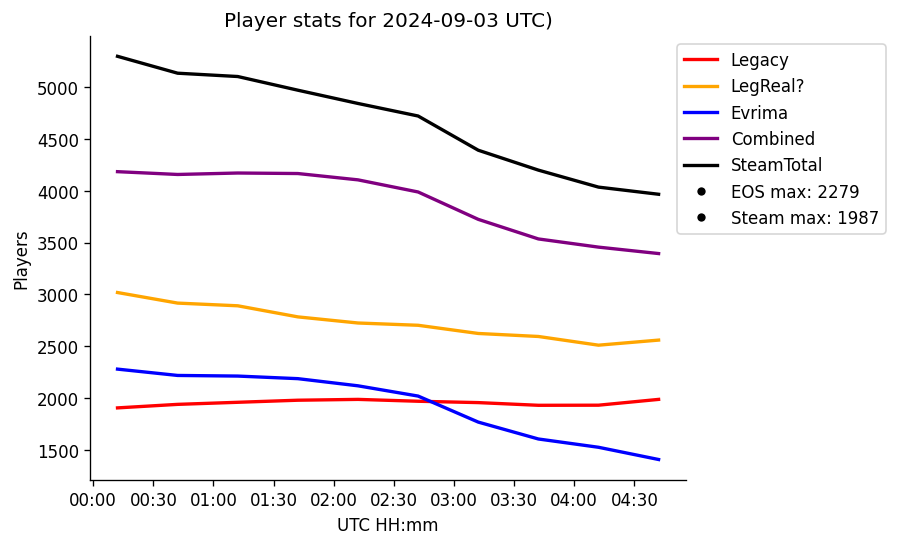 Player stats for 2024-09-03 UTC)
Legacy
LegReal?
Evrima
Combined
SteamTotal
EOS max: 2279
Steam max: 1987
Players
5000
4500
4000
3500
3000
2500
2000
1500
00:00 00:30 01:00 01:30 02:00 02:30 03:00 03:30 04:00 04:30
UTC HH:mm